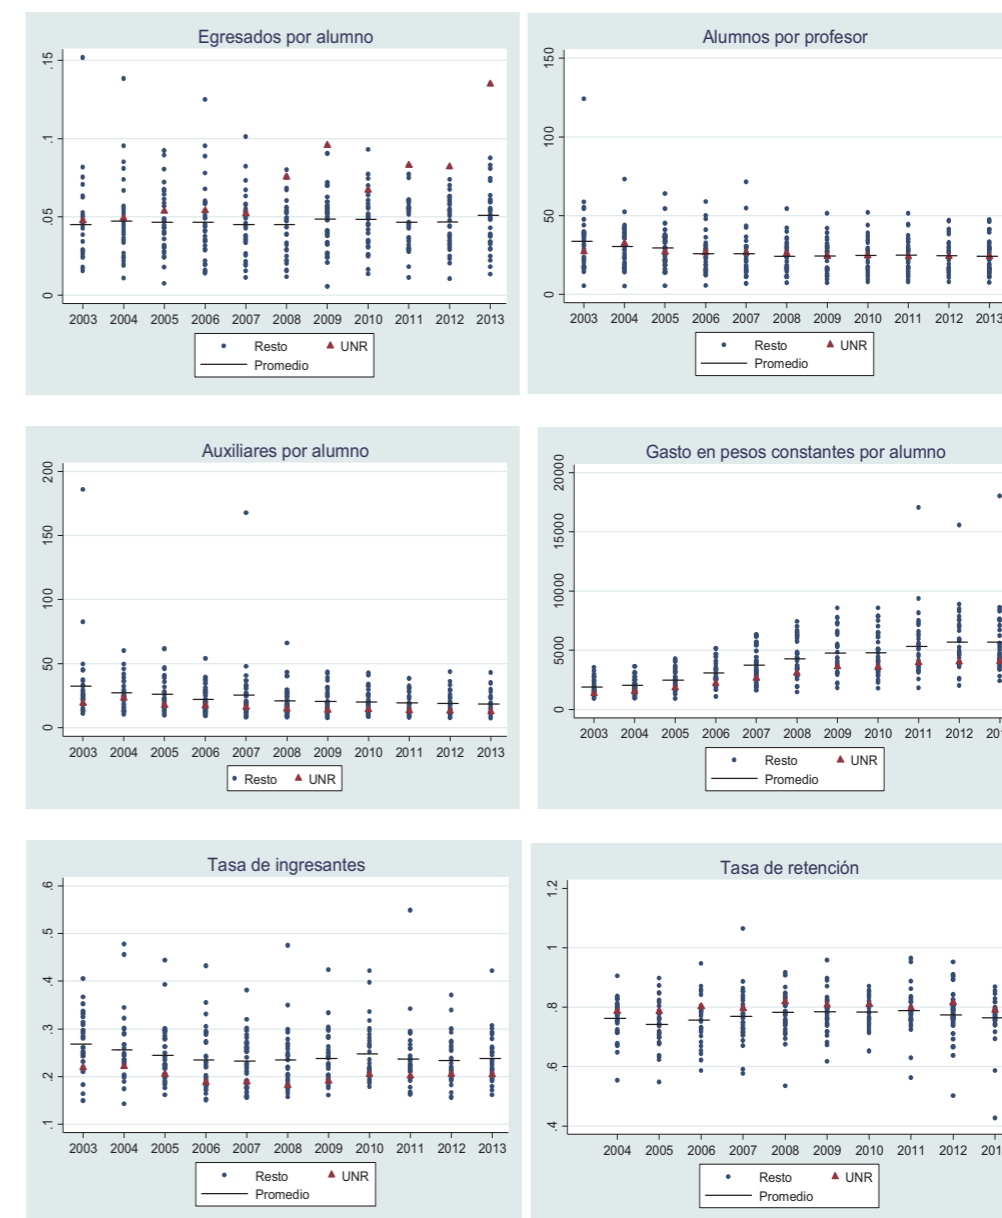 Egresados por alumno
.15
.1
.05
0
2003 2004 2005 2006 2007 2008 2009 2010 2011 2012 2013
Resto UNR
Promedio
Alumnos por profesor
150
100
50
0
2003 2004 2005 2006 2007 2008 2009 2010 2011 2012 2013
Resto UNR
Promedio
Auxiliares por alumno
200
150
100
50
0
2003 2004 2005 2006 2007 2008 2009 2010 2011 2012 2013
Resto UNR
Gasto en pesos constantes por alumno
20000
15000
10000
5000
0
2003 2004 2005 2006 2007 2008 2009 2010 2011 2012
Resto UNR
Promedio
Tasa de ingresantes
.6
.5
.4
.3
.2
.1
2003 2004 2005 2006 2007 2008 2009 2010 2011 2012 2013
Resto UNR
Promedio
Tasa de retención
1.2
1
.8
.6
.4
2004 2005 2006 2007 2008 2009 2010 2011 2012
Resto UNR
Promedio